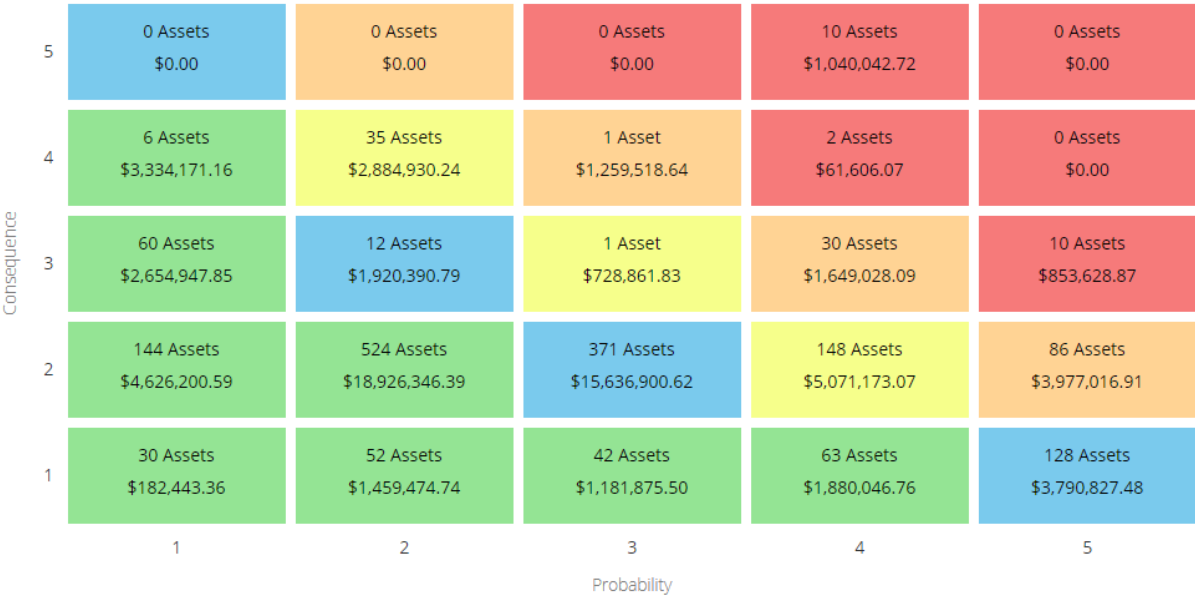 0 Assets 0 Assets 0 Assets 10 Assets 0 Assets
5
$0.00 $0.00 $0.00 $1,040,042.72 $0.00
6 Assets 35 Assets 1 Asset 2 Assets 0 Assets
4
$3,334,171.16 $2,884,930.24 $1,259,518.64 $61,606.07 $0.00
60 Assets 12 Assets 1 Asset 30 Assets 10 Assets
3
$2,654,947.85 $1,920,390.79 $728,861.83 $1,649,028.09 $853,628.87
144 Assets 524 Assets 371 Assets 148 Assets 86 Assets
2
$4,626,200.59 $18,926,346.39 $15,636,900.62 $5,071,173.07 $3,977,016.91
30 Assets 52 Assets 42 Assets 63 Assets 128 Assets
1
$182,443.36 $1,459,474.74 $1,181,875.50 $1,880,046.76 $3,790,827.48
1 2 3 4 5
Probability
Consequence